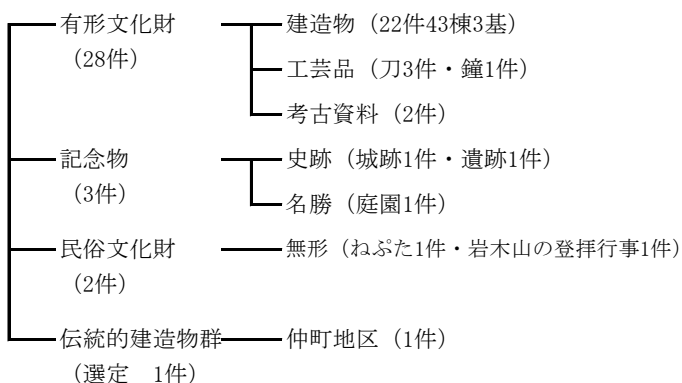 有形文化財 建造物（22件43棟3基）
（28件） 工芸品（刀3件・鐘1件）
考古資料（2件）
記念物 史跡（城跡1件・遺跡1件）
（3件） 名勝（庭園1件）
民俗文化財 無形（ねぷた1件・岩木山の登拝行事1件）
（2件）
伝統的建造物群 仲町地区（1件）
（選定　1件）